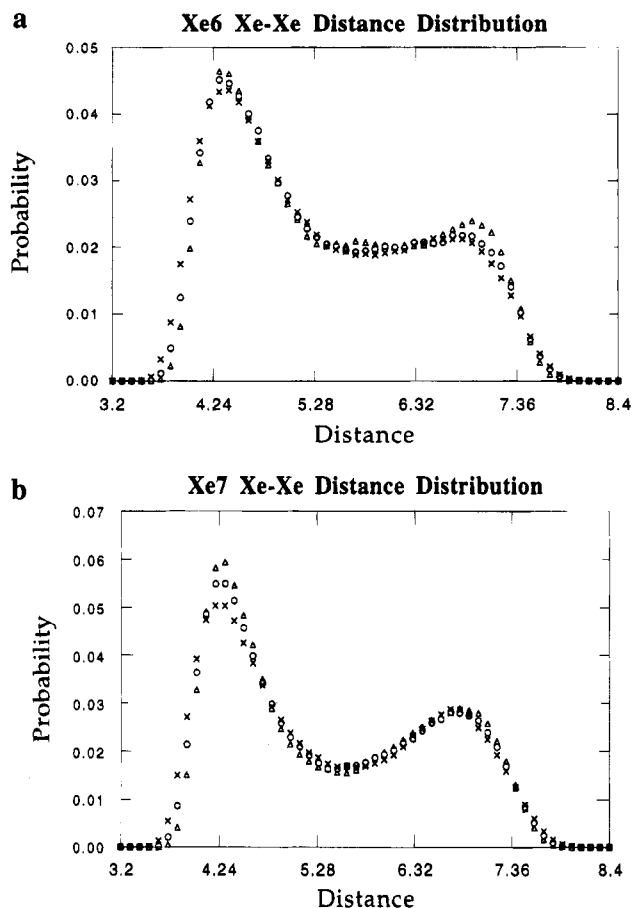 a
Xe6 Xe-Xe Distance Distribution
0.05
0.04
0.03
0.02
0.01
0.00
Probability
3.2 4.24 5.28 6.32 7.36 8.4
Distance
b
Xe7 Xe-Xe Distance Distribution
0.07
0.06
0.05
0.04
0.03
0.02
0.01
0.00
Probability
3.2 4.24 5.28 6.32 7.36 8.4
Distance